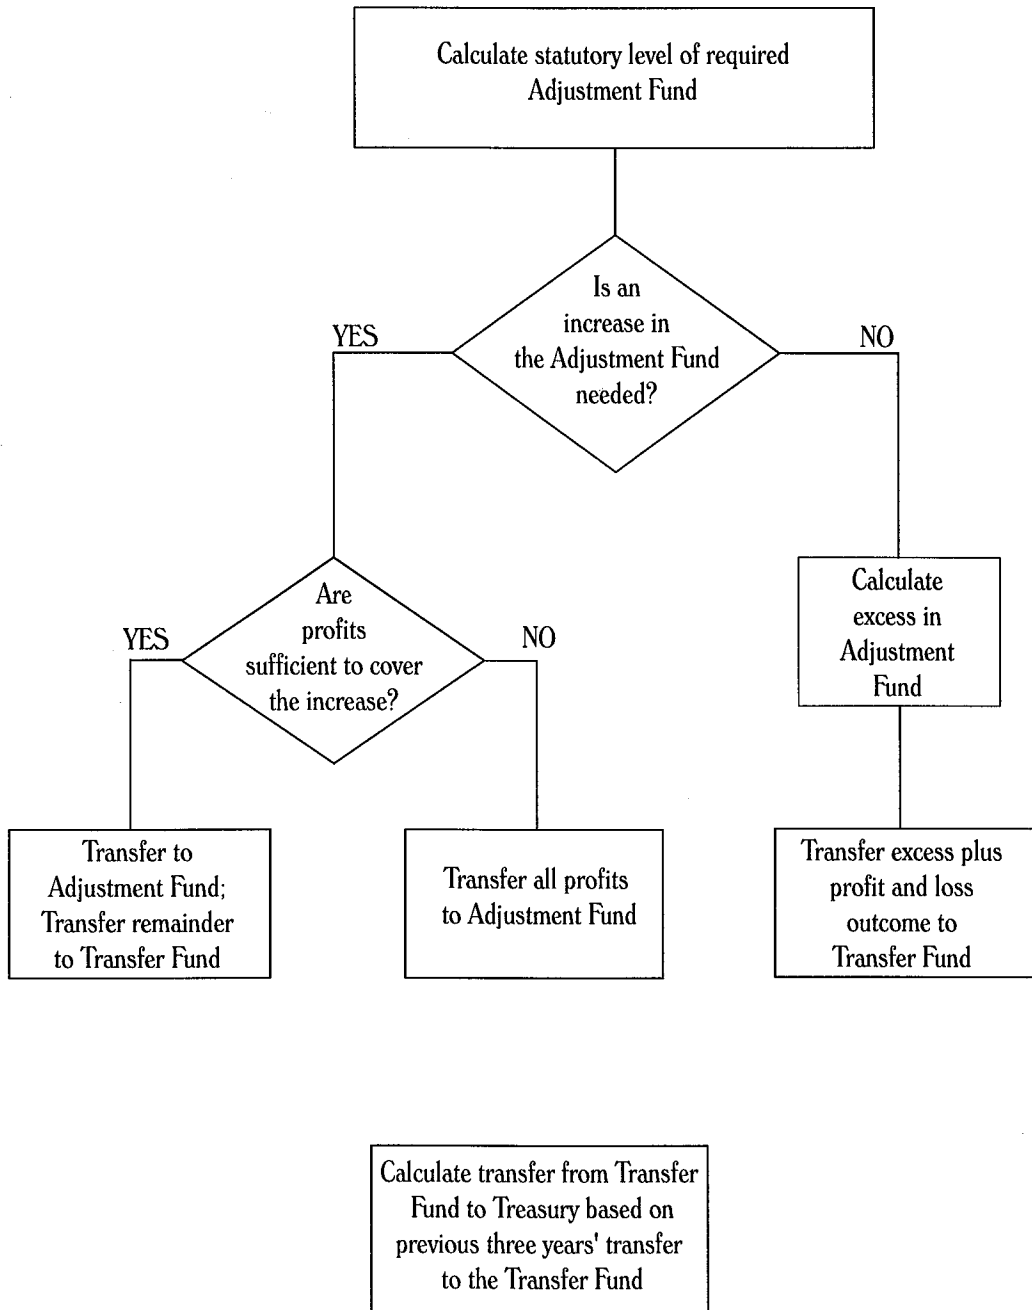 Calculate statutory level of required
Adjustment Fund
Is an
increase in
the Adjustment Fund
needed?
YES
NO
Are
profits
sufficient to cover
the increase?
YES
NO
Calculate
excess in
Adjustment
Fund
Transfer to
Adjustment Fund;
Transfer remainder
to Transfer Fund
Transfer all profits
to Adjustment Fund
Transfer excess plus
profit and loss
outcome to
Transfer Fund
Calculate transfer from Transfer
Fund to Treasury based on
previous three years' transfer
to the Transfer Fund